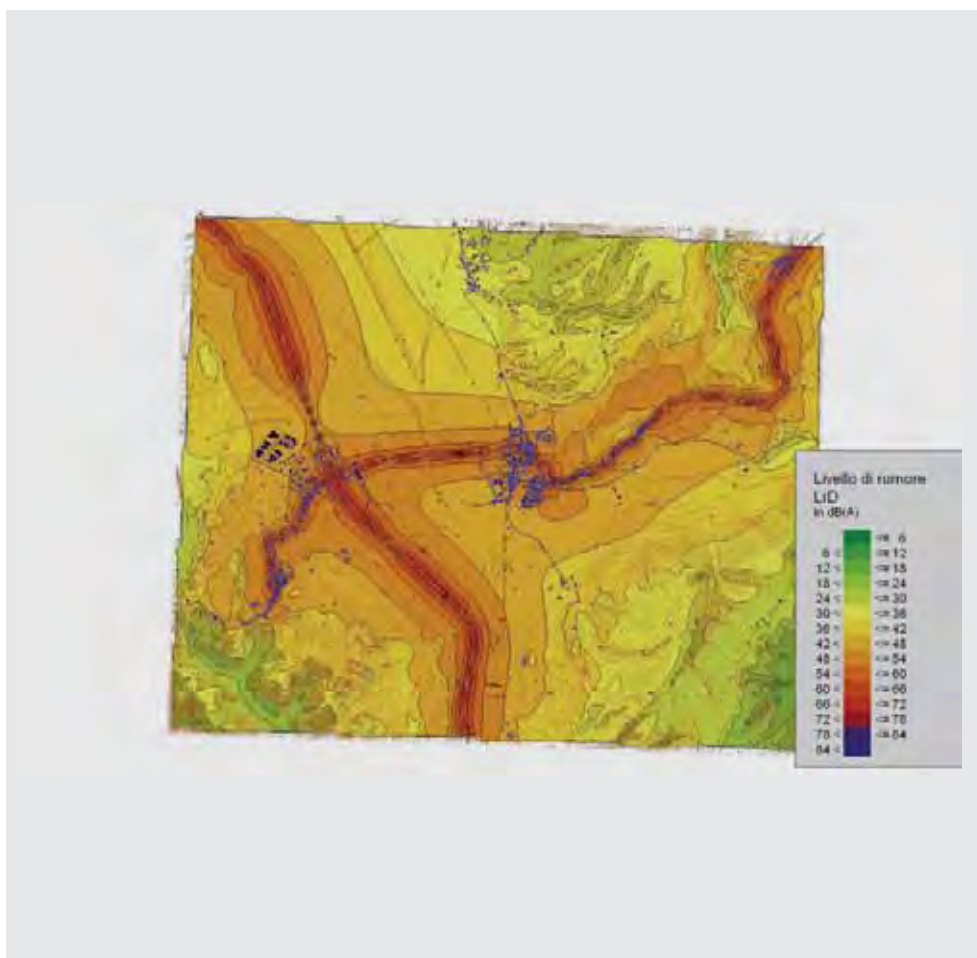 Livello di rumore
LrD
in dB(A)
<= 6
6 < <= 12
12 < <= 18
18 < <= 24
24 < <= 30
30 < <= 36
36 < <= 42
42 < <= 48
48 < <= 54
54 < <= 60
60 < <= 66
66 < <= 72
72 < <= 78
78 < <= 84
84 <